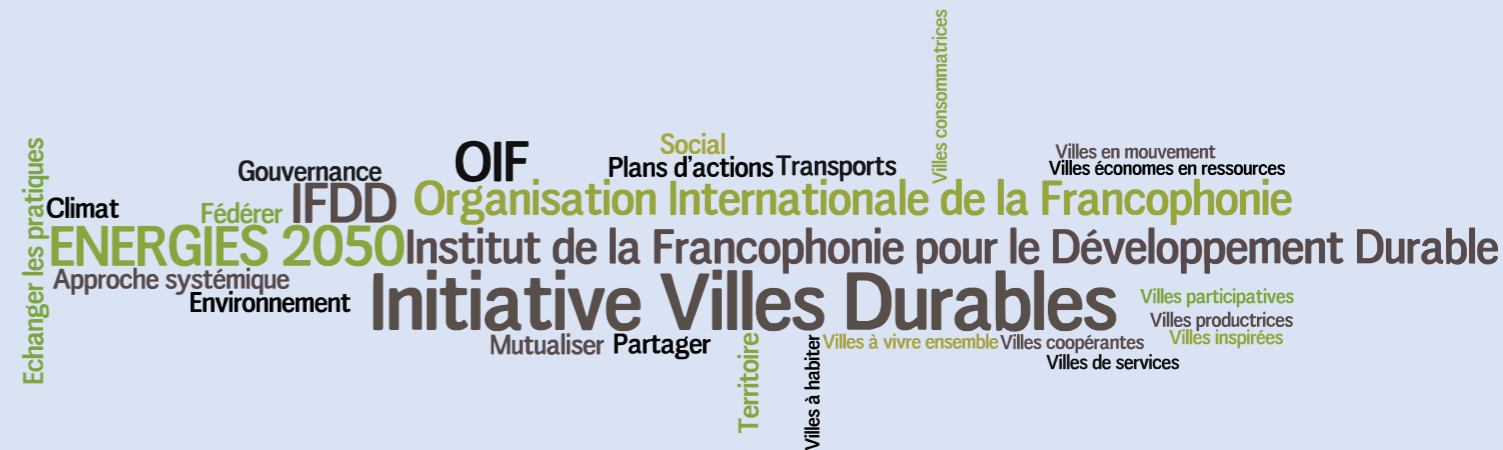 Villes consommatrices
Echanger les pratiques
Social
OIF
Gouvernance
Plans d'actions
Transports
Villes en mouvement
Villes économes en ressources
Climat
Fédérer
IFDD
Organisation Internationale de la Francophonie
ENERGIES 2050
Institut de la Francophonie pour le Développement Durable
Approche systémique
Environnement
Initiative Villes Durables
Villes participatives
Villes productrices
Villes inspirées
Mutualiser
Partager
Territoire
Villes à habiter
Villes à vivre ensemble
Villes coopérantes
Villes de services